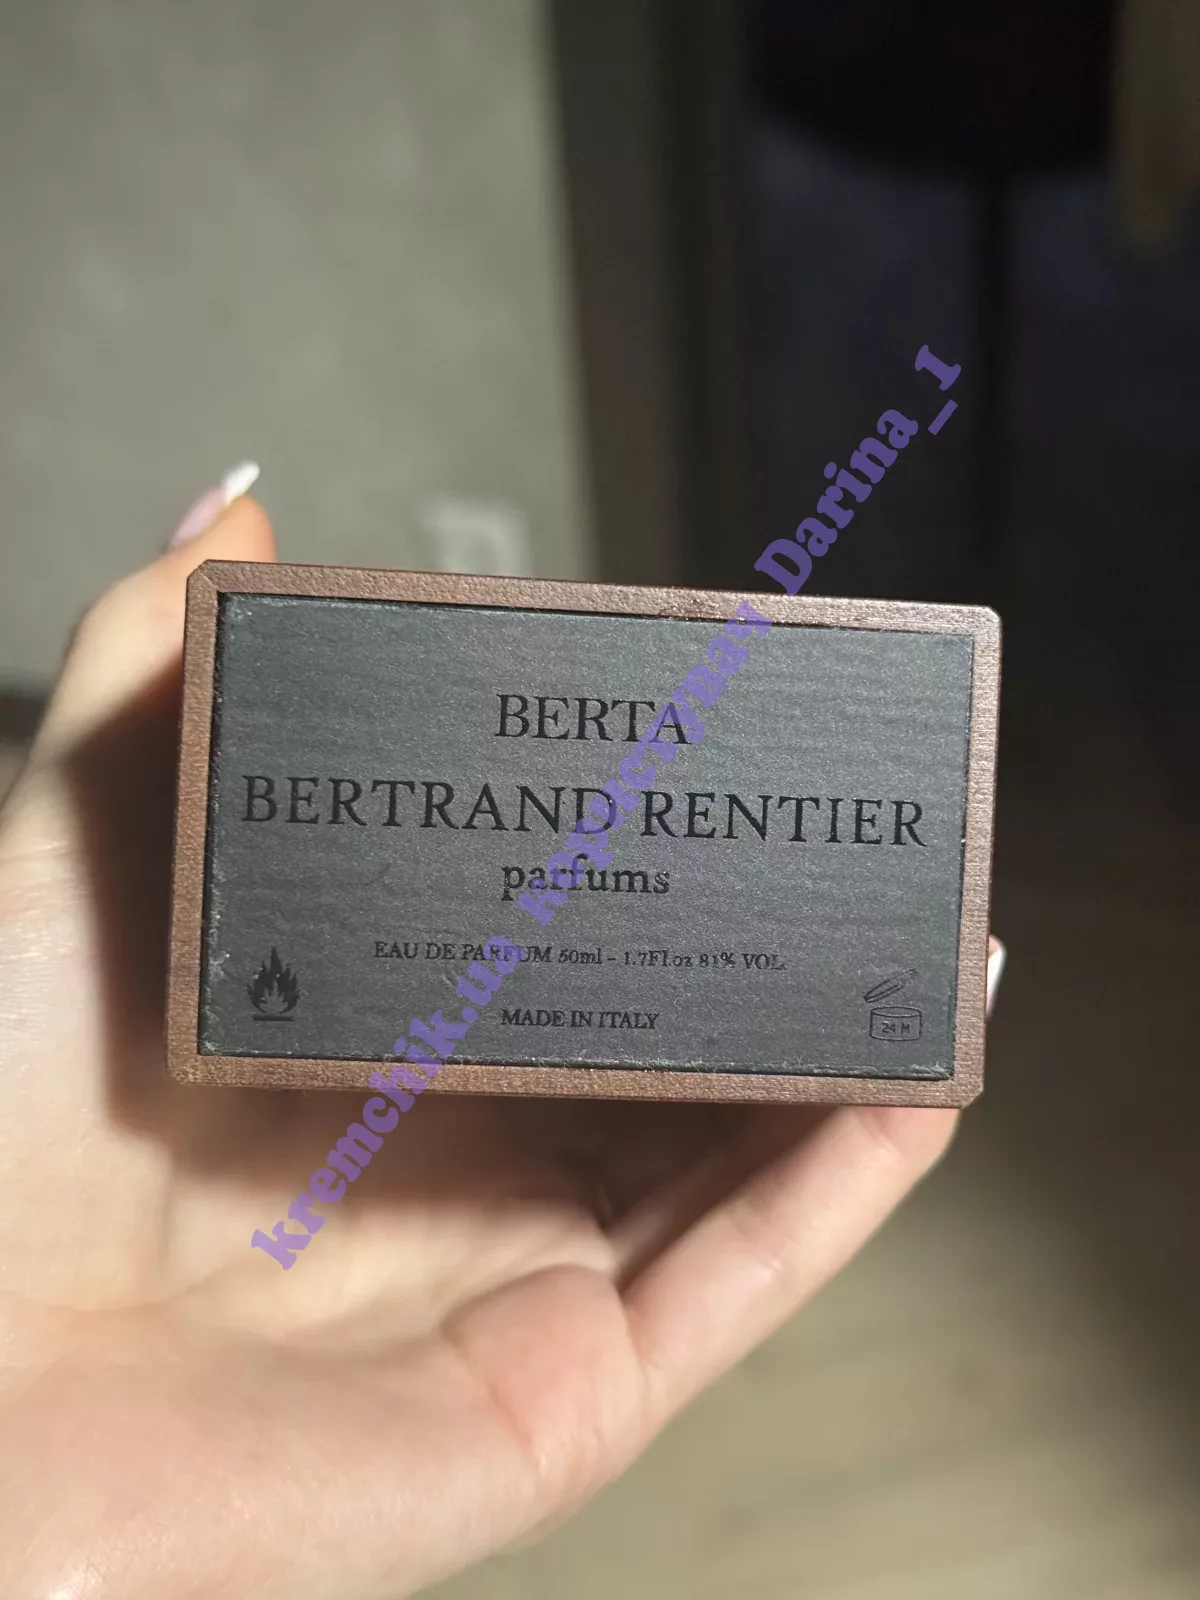 BERTA
BERTRAND RENTIER
parfums
EAU DE PARFUM 50ml - 1.7Fl.oz 81% VOL.
MADE IN ITALY
24 M
kremchik.ua користувач Darina_1